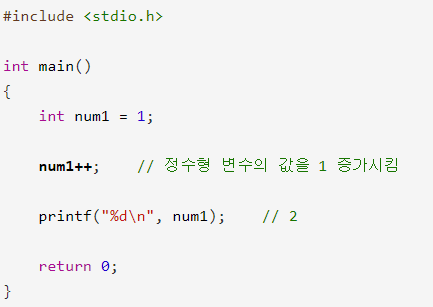 #include <stdio.h>
int main()
{
int num1 = 1;
num1++;    // 정수형 변수의 값을 1 증가시킴
printf("%d\n", num1);    // 2
return 0;
}